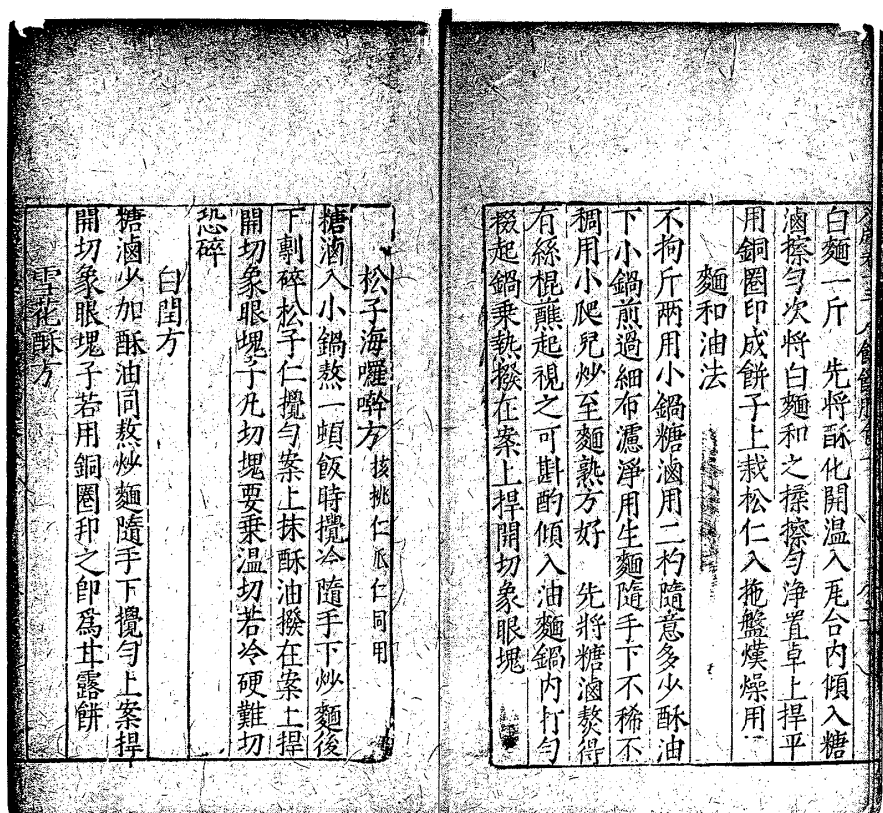 白麵一斤　先將酥化開温入瓦合内傾入糖
滷擦勻次將白麵和之揉擦勻淨置卓上捍平
用銅圈印成餅子上栽松仁入拖盤熯燥用
麵和油法
不拘斤兩用小鍋糖滷用二杓隨意多少酥油
下小鍋煎過細布濾淨用生麵隨手下不稀不
稠用小爬兒炒至麵熟方好　先將糖滷熬得
有絲棍蘸起視之可斟酌傾入油麵鍋内打勻
掇起鍋乘熱撥在案上捍開切象眼塊
松子海囉𠹌方 核桃仁瓜仁同用
糖滷入小鍋熬一頓飯時攪冷隨手下炒麵後
下剁碎松子仁攪勻案上抹酥油撥在案上捍
開切象眼塊子凡切塊要乘温切若冷硬難切
恐碎
白閏方
糖滷少加酥油同熬炒麵隨手下攪勻上案捍
開切象眼塊子若用銅圈印之即爲甘露餅
雪花酥方